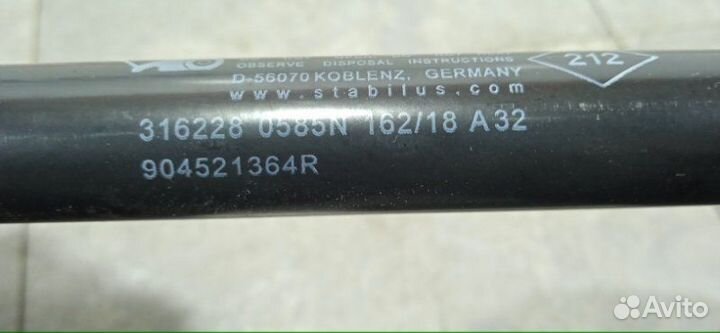 OBSERVE DISPOSAL INSTRUCTIONS
D-56070 KOBLENZ, GERMANY
www.stabilus.com
212
316228 0585N 162/18 A32
904521364R
Avito